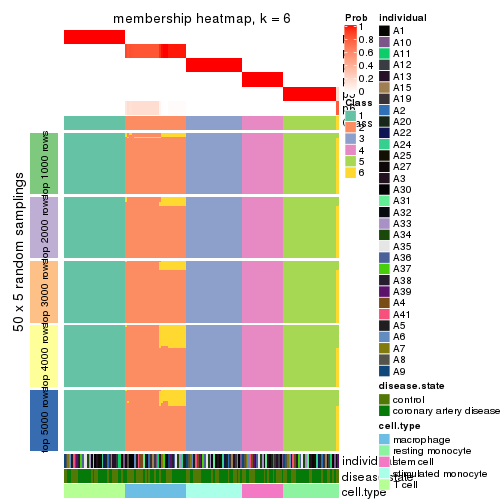 membership heatmap, k = 6
50 x 5 random samplings
top 1000 rows
top 2000 rows
top 3000 rows
top 4000 rows
top 5000 rows
Prob
1
0.8
0.6
0.4
0.2
0
Class
1
2
3
4
5
6
individual
A1
A10
A11
A12
A13
A15
A19
A2
A20
A22
A24
A25
A27
A3
A30
A31
A32
A33
A34
A35
A36
A37
A38
A39
A4
A41
A5
A6
A7
A8
A9
disease.state
control
coronary artery disease
cell.type
macrophage
resting monocyte
stem cell
stimulated monocyte
T cell
individual
disease.state
cell.type